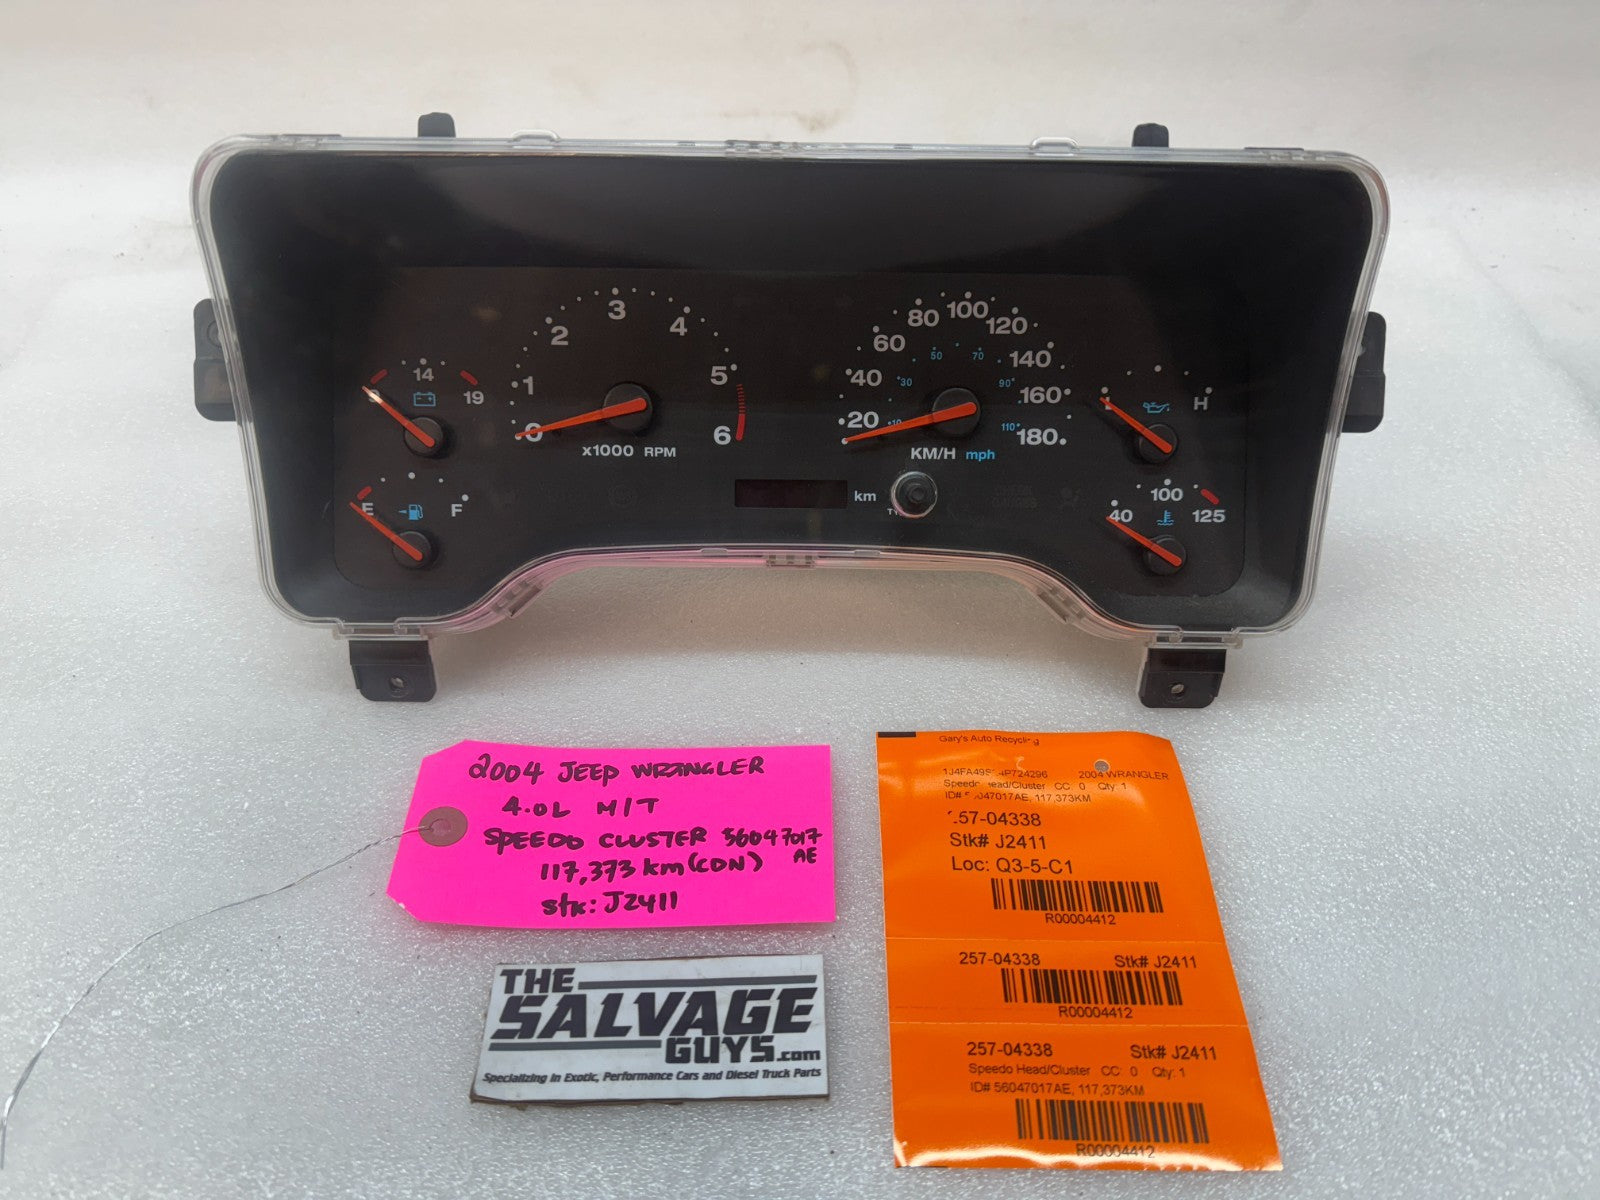 14
19
E
F
0
1
2
3
4
5
6
x1000 RPM
20
40
60
80
100
120
140
160
180
10
30
50
70
90
110
KM/H mph
km
L
H
40
100
125
2004 JEEP WRANGLER
4.0L M/T
SPEEDO CLUSTER 56047017
AE
117,373 km (CDN)
stk: J2411
THE
SALVAGE
GUYS.com
Specializing in Exotic, Performance Cars and Diesel Truck Parts
Gary's Auto Recycling
2004 WRANGLER
CC: 0 Qty: 1
117,373KM
57-04338
Stk# J2411
Loc: Q3-5-C1
R00004412
257-04338 Stk# J2411
R00004412
257-04338 Stk# J2411
Speedo Head/Cluster CC: 0 Qty: 1
ID# 56047017AE, 117,373KM
R00004412